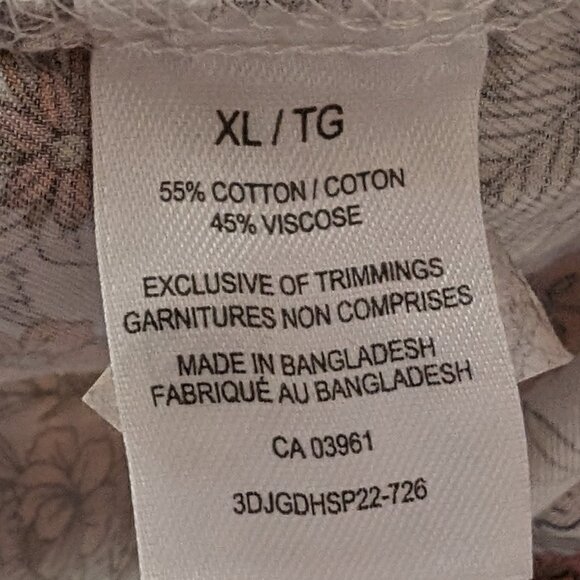 XL / TG
55% COTTON / COTON
45% VISCOSE
EXCLUSIVE OF TRIMMINGS
GARNITURES NON COMPRISES
MADE IN BANGLADESH
FABRIQUÉ AU BANGLADESH
CA 03961
3DJGDHSP22-726